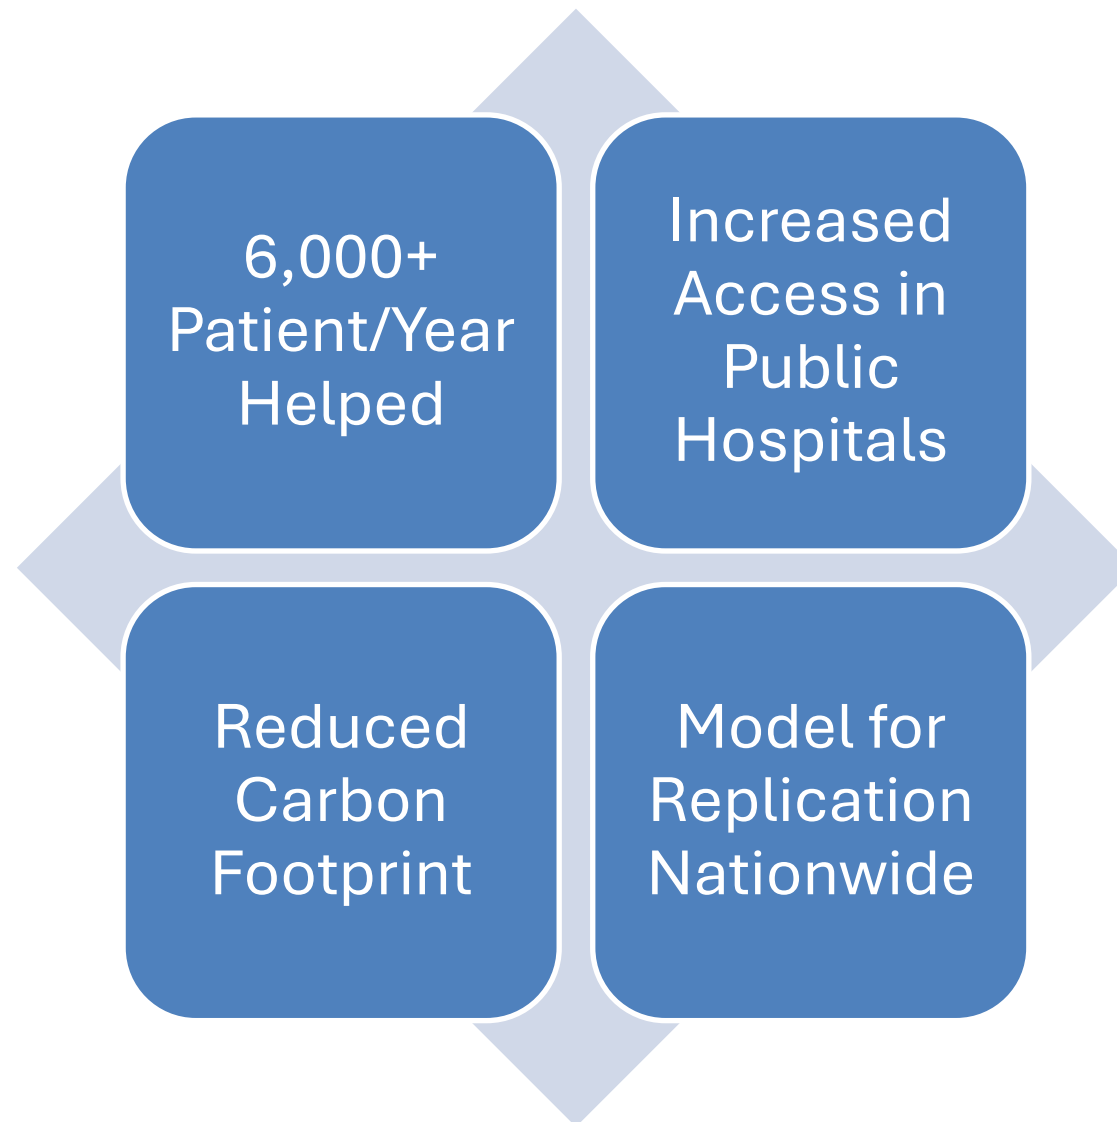 6,000+
Patient/Year
Helped
Increased
Access in
Public
Hospitals
Reduced
Carbon
Footprint
Model for
Replication
Nationwide